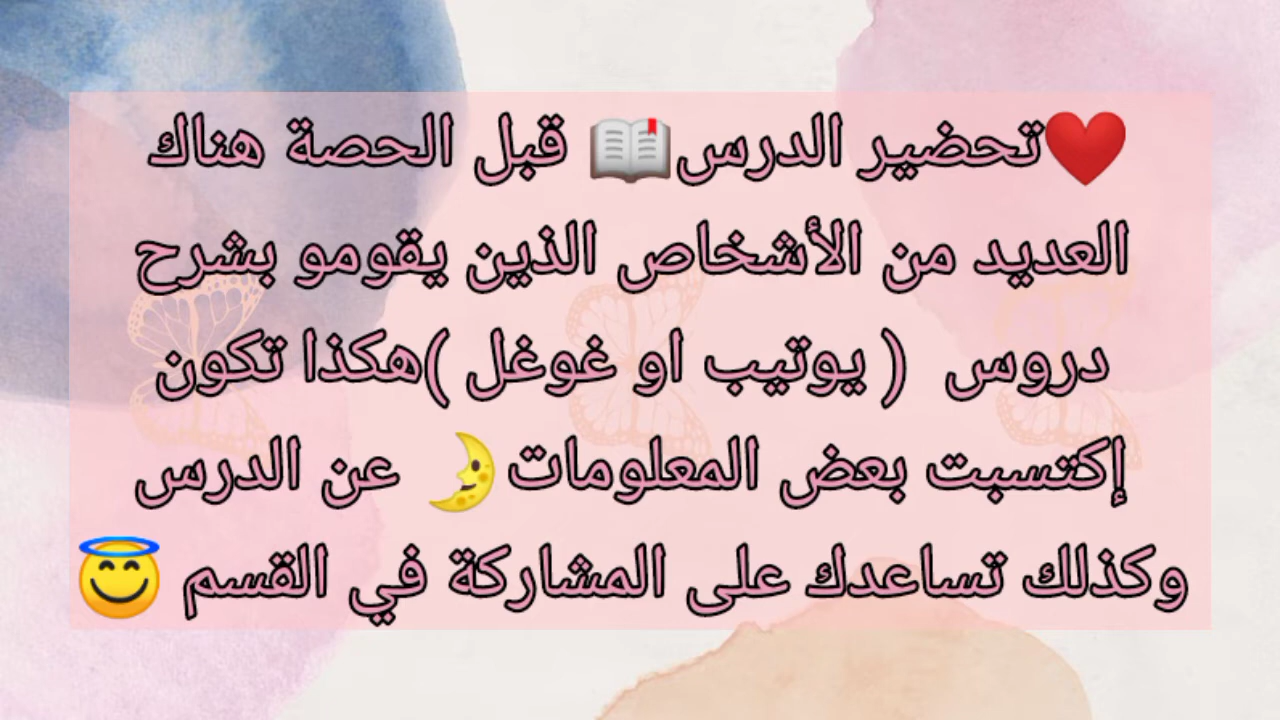 ❤️تحضير الدرس📖 قبل الحصة هناك
العديد من الأشخاص الذين يقومو بشرح
دروس ( يوتيب او غوغل )هكذا تكون
إكتسبت بعض المعلومات🌛 عن الدرس
وكذلك تساعدك على المشاركة في القسم 😇